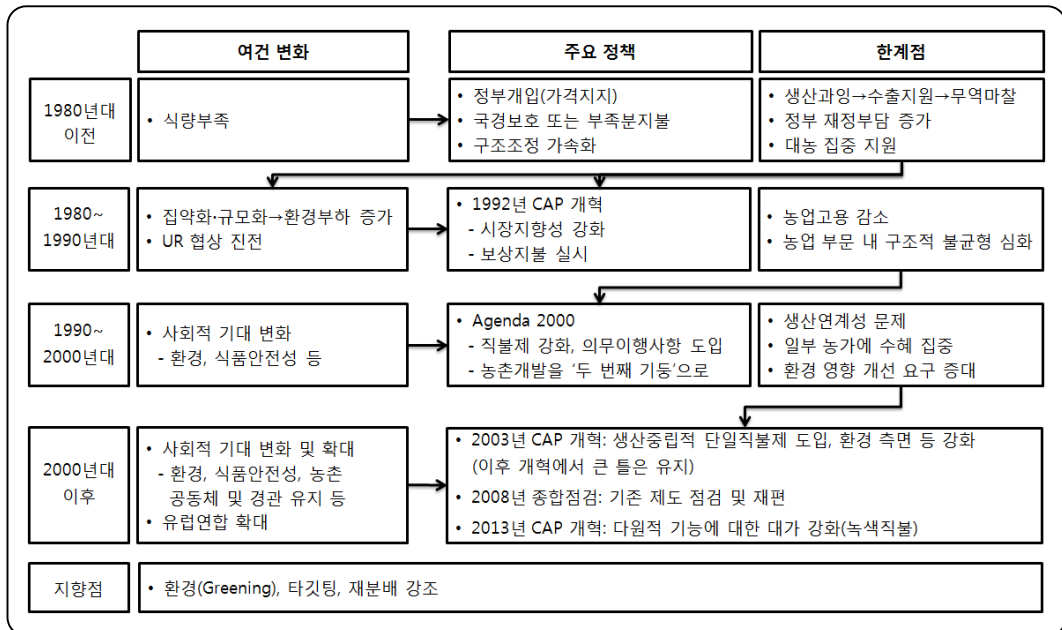 여건 변화
주요 정책
한계점
1980년대
이전
• 식량부족
• 정부개입(가격지지)
• 국경보호 또는 부족분지불
• 구조조정 가속화
• 생산과잉→수출지원→무역마찰
• 정부 재정부담 증가
• 대농 집중 지원
1980~
1990년대
• 집약화·규모화→환경부하 증가
• UR 협상 진전
• 1992년 CAP 개혁
- 시장지향성 강화
- 보상지불 실시
• 농업고용 감소
• 농업 부문 내 구조적 불균형 심화
1990~
2000년대
• 사회적 기대 변화
- 환경, 식품안전성 등
• Agenda 2000
- 직불제 강화, 의무이행사항 도입
- 농촌개발을 '두 번째 기둥'으로
• 생산연계성 문제
• 일부 농가에 수혜 집중
• 환경 영향 개선 요구 증대
2000년대
이후
• 사회적 기대 변화 및 확대
- 환경, 식품안전성, 농촌
공동체 및 경관 유지 등
• 유럽연합 확대
• 2003년 CAP 개혁: 생산중립적 단일직불제 도입, 환경 측면 등 강화
(이후 개혁에서 큰 틀은 유지)
• 2008년 종합점검: 기존 제도 점검 및 재편
• 2013년 CAP 개혁: 다원적 기능에 대한 대가 강화(녹색직불)
지향점
• 환경(Greening), 타깃팅, 재분배 강조